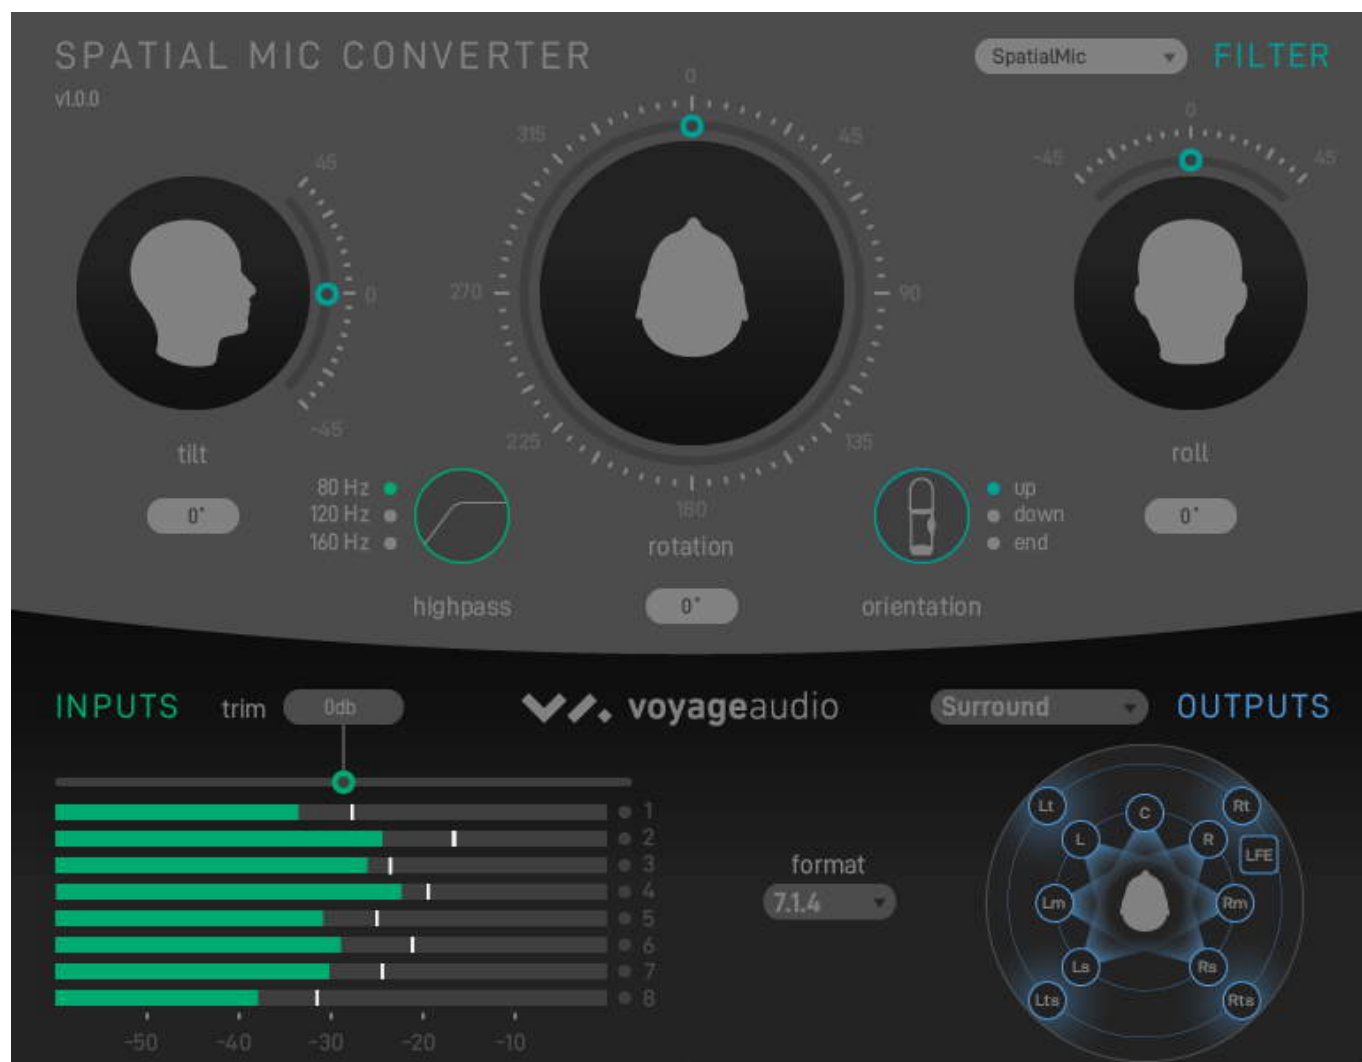 SPATIAL MIC CONVERTER
v1.0.0
SpatialMic
FILTER
0
315
45
270
90
225
135
180
rotation
0°
45
0
-45
tilt
0°
0
-45
45
roll
0°
80 Hz
120 Hz
160 Hz
highpass
up
down
end
orientation
INPUTS
trim
0db
voyageaudio
Surround
OUTPUTS
1
2
3
4
5
6
7
8
-50 -40 -30 -20 -10
format
7.1.4
Lt
Rt
C
L
R
LFE
Lm
Rm
Ls
Rs
Lts
Rts